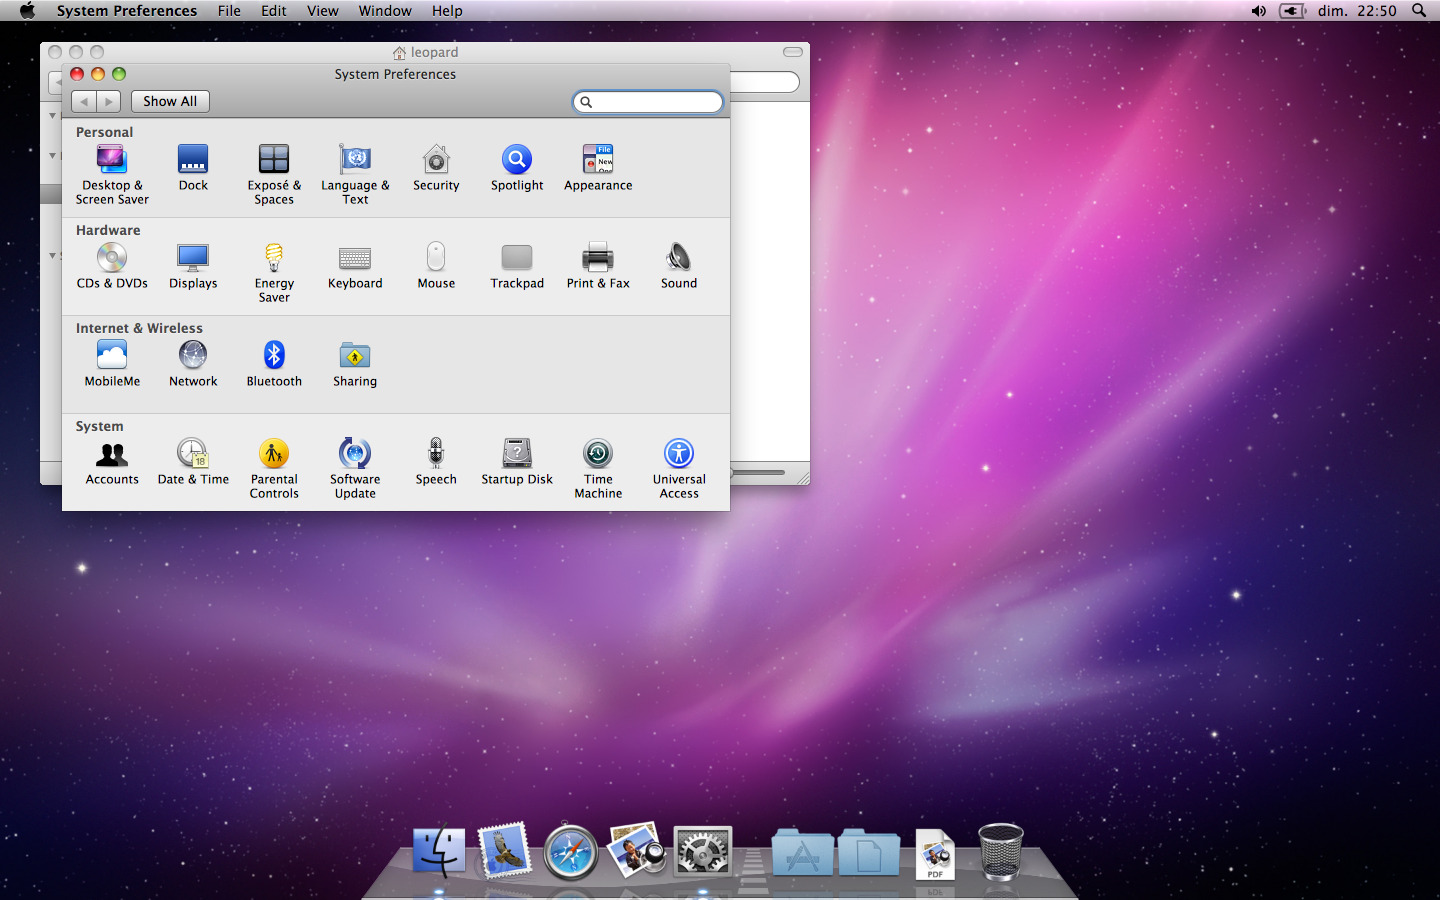 System Preferences File Edit View Window Help dim. 22:50
leopard
System Preferences
Show All
Personal
Desktop & Screen Saver
Dock
Exposé & Spaces
Language & Text
Security
Spotlight
File
New
Appearance
Hardware
CDs & DVDs
Displays
Energy Saver
Keyboard
Mouse
Trackpad
Print & Fax
Sound
Internet & Wireless
MobileMe
Network
Bluetooth
Sharing
System
Accounts
18
Date & Time
Parental Controls
Software Update
Speech
?
Startup Disk
Time Machine
Universal Access
PDF